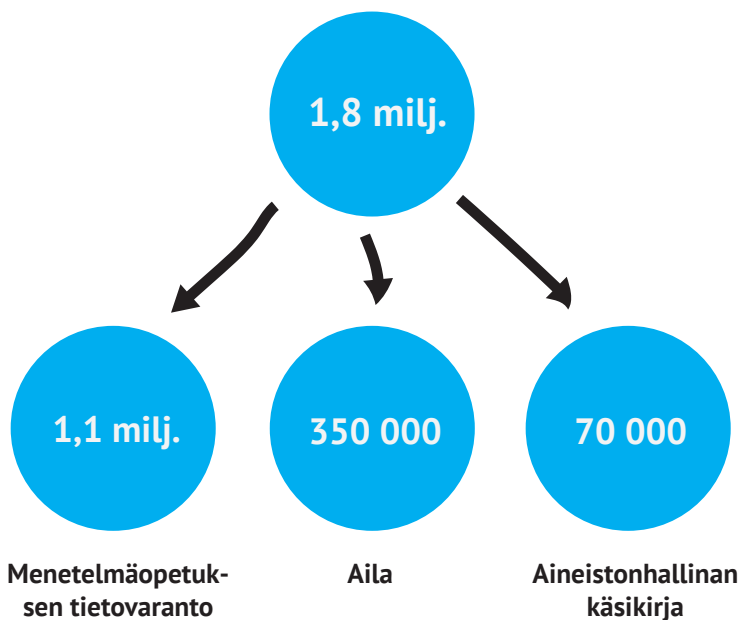 1,8 milj.
1,1 milj.
350 000
70 000
Menetelmäopetuk-
sen tietovaranto
Aila
Aineistonhallinan
käsikirja